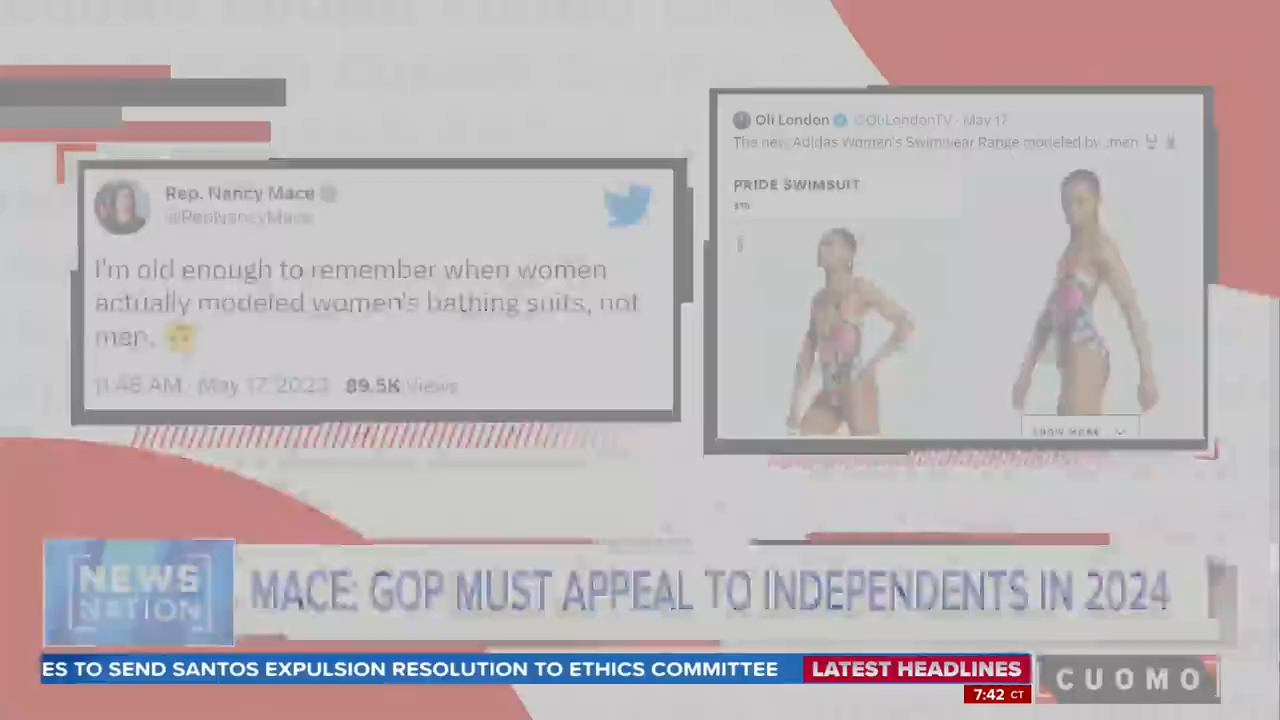 Rep. Nancy Mace
@RepNancyMace
I'm old enough to remember when women
actually modeled women's bathing suits, not
men.
11:48 AM · May 17, 2023 · 89.5K Views
Oli London @OliLondonTV · May 17
The new Adidas Women's Swimwear Range modeled by..men
PRIDE SWIMSUIT
SHOW MORE
NEWS
NATION
MACE: GOP MUST APPEAL TO INDEPENDENTS IN 2024
ES TO SEND SANTOS EXPULSION RESOLUTION TO ETHICS COMMITTEE
LATEST HEADLINES
CUOMO
7:42 CT